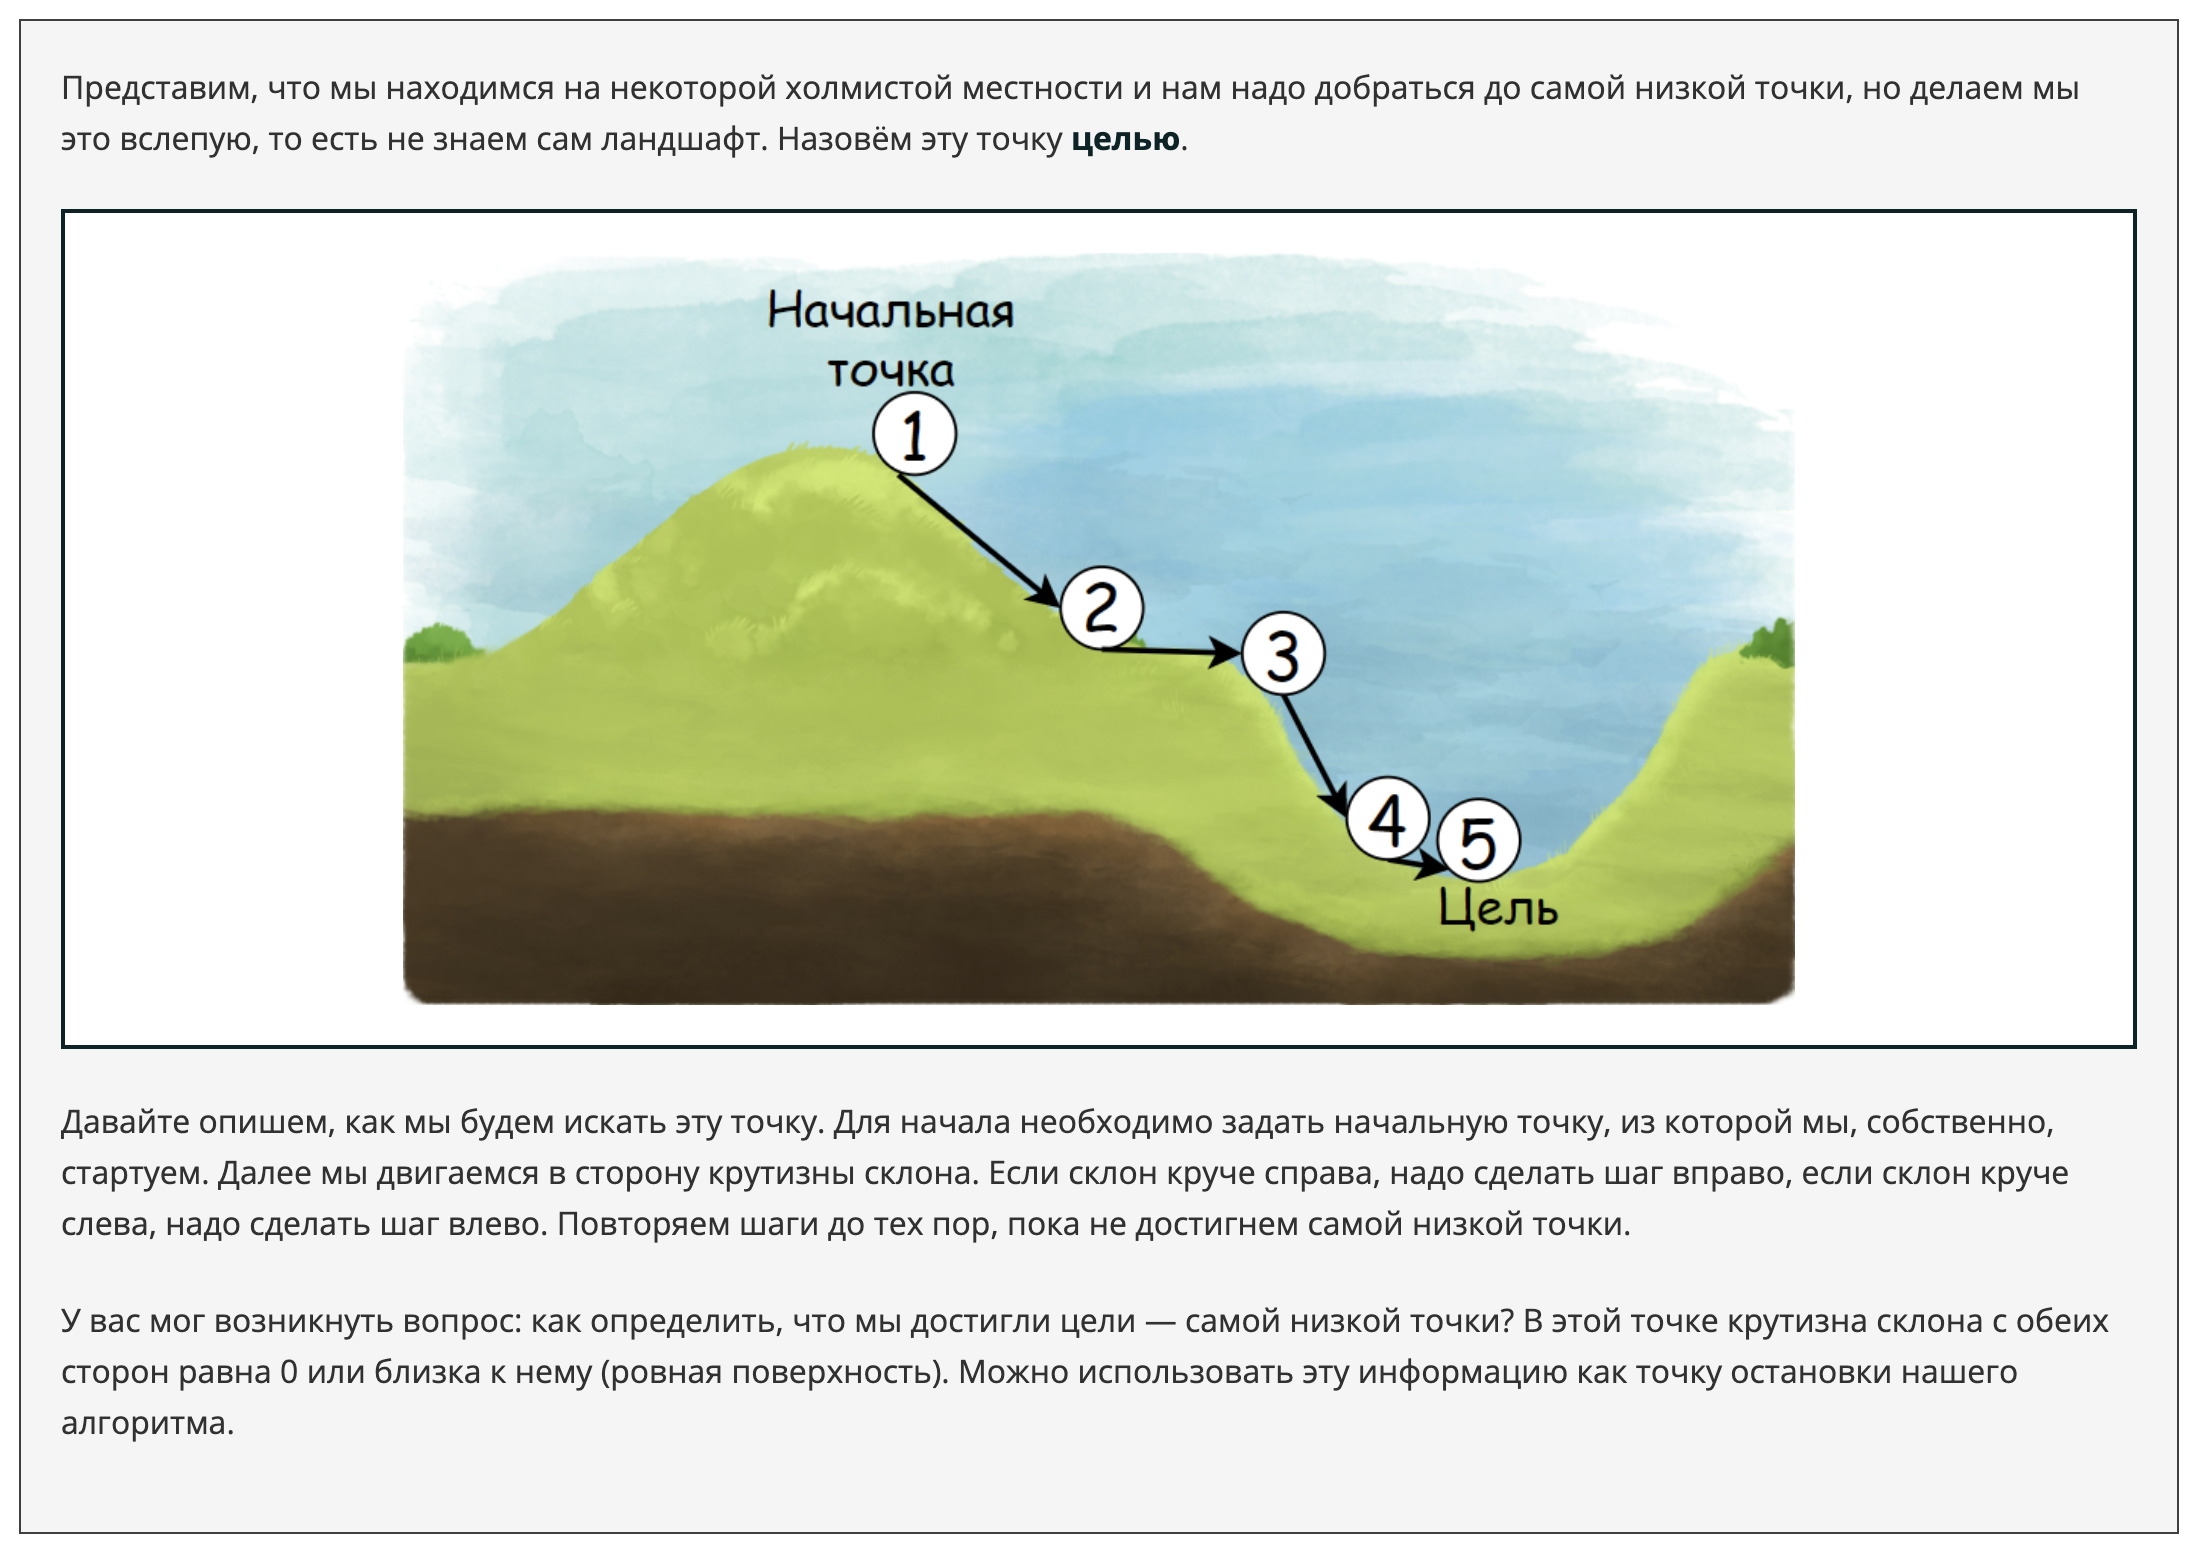 Представим, что мы находимся на некоторой холмистой местности и нам надо добраться до самой низкой точки, но делаем мы
это вслепую, то есть не знаем сам ландшафт. Назовём эту точку целью.
Начальная
точка
1
2
3
4
5
Цель
Давайте опишем, как мы будем искать эту точку. Для начала необходимо задать начальную точку, из которой мы, собственно,
стартуем. Далее мы двигаемся в сторону крутизны склона. Если склон круче справа, надо сделать шаг вправо, если склон круче
слева, надо сделать шаг влево. Повторяем шаги до тех пор, пока не достигнем самой низкой точки.
У вас мог возникнуть вопрос: как определить, что мы достигли цели — самой низкой точки? В этой точке крутизна склона с обеих
сторон равна 0 или близка к нему (ровная поверхность). Можно использовать эту информацию как точку остановки нашего
алгоритма.